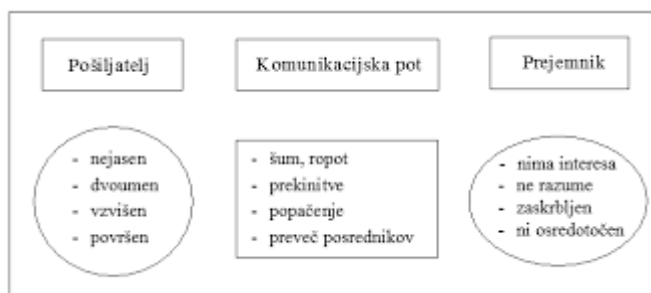 Pošiljatelj
Komunikacijska pot
Prejemnik
- nejasen
- dvoumen
- vzvišen
- površen
- šum, ropot
- prekinitve
- popačenje
- preveč posrednikov
- nima interesa
- ne razume
- zaskrbljen
- ni osredotočen